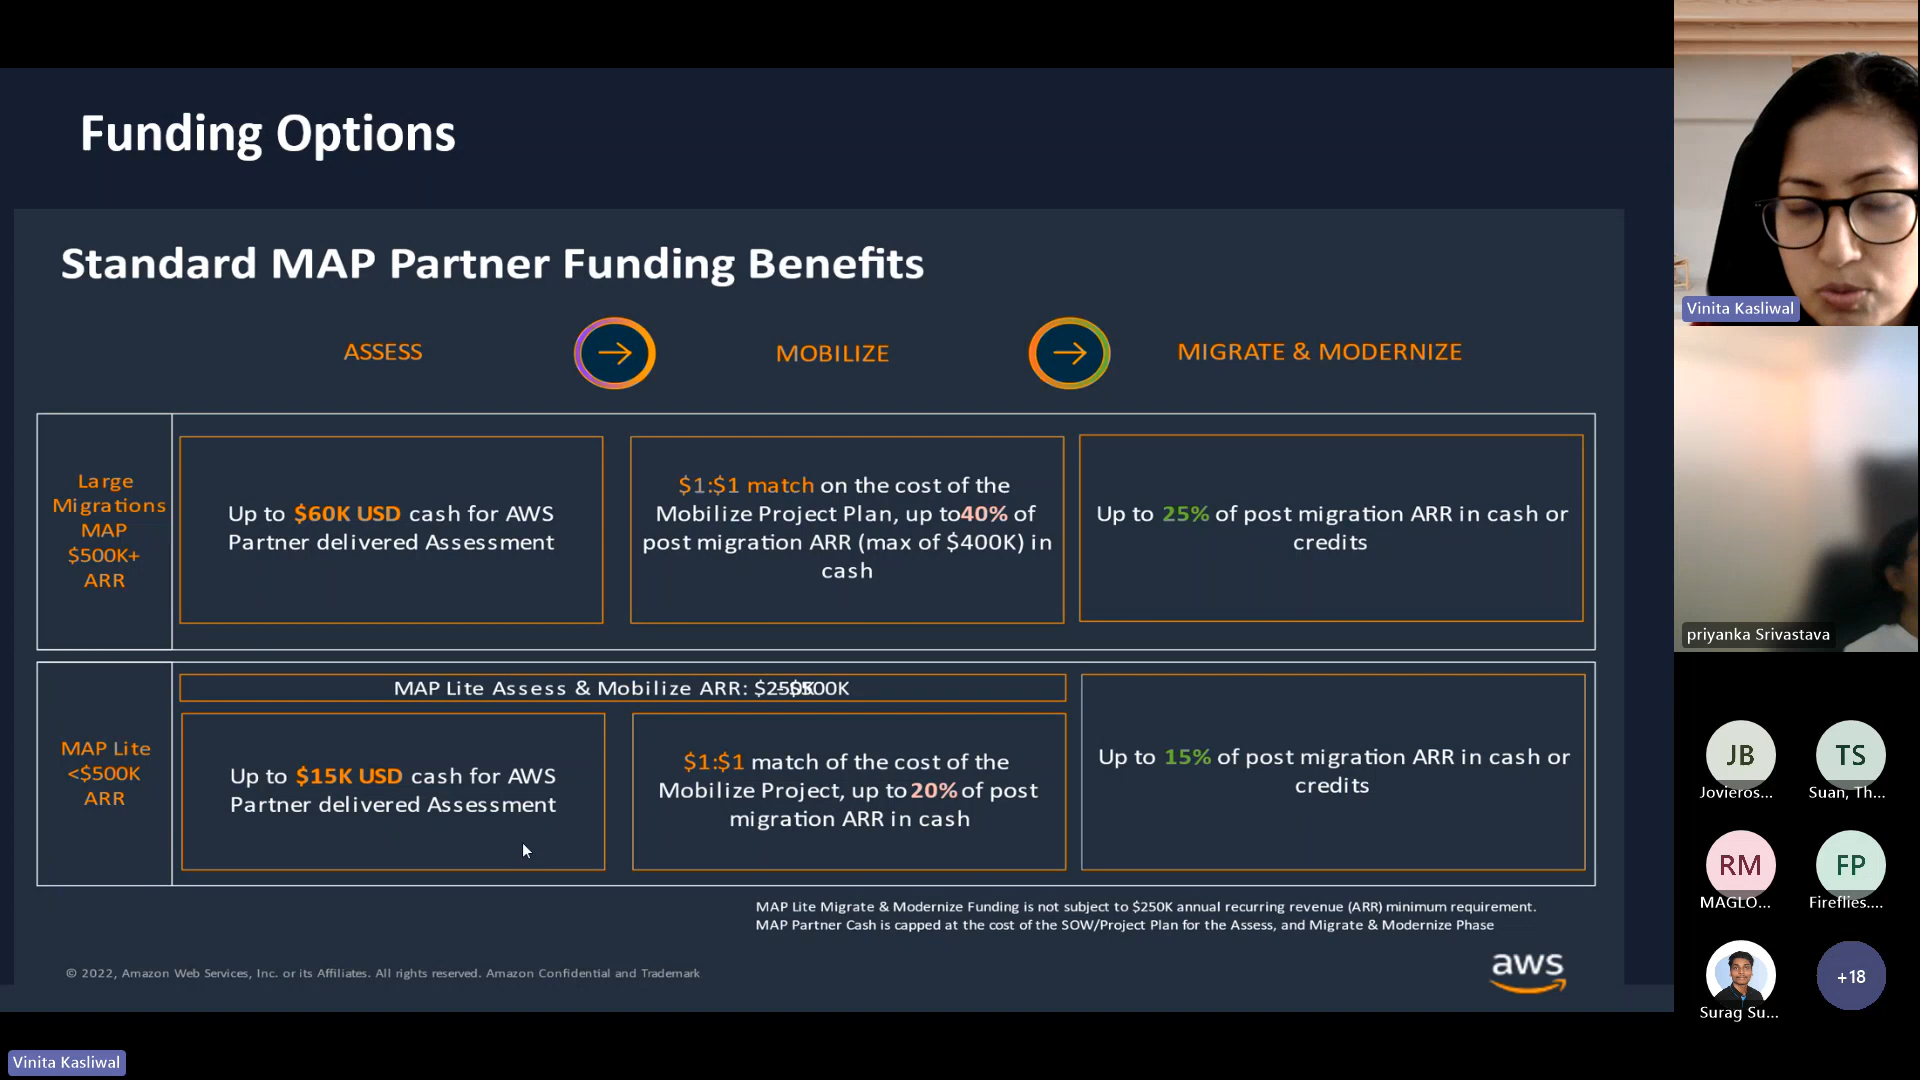 Funding Options
Standard MAP Partner Funding Benefits
ASSESS
MOBILIZE
MIGRATE & MODERNIZE
Large
Migrations
MAP
$500K+
ARR
Up to $60K USD cash for AWS
Partner delivered Assessment
$1:$1 match on the cost of the
Mobilize Project Plan, up to40% of
post migration ARR (max of $400K) in
cash
Up to 25% of post migration ARR in cash or
credits
MAP Lite
<$500K
ARR
MAP Lite Assess & Mobilize ARR: $250K-$500K
Up to $15K USD cash for AWS
Partner delivered Assessment
$1:$1 match of the cost of the
Mobilize Project, up to 20% of post
migration ARR in cash
Up to 15% of post migration ARR in cash or
credits
MAP Lite Migrate & Modernize Funding is not subject to $250K annual recurring revenue (ARR) minimum requirement.
MAP Partner Cash is capped at the cost of the SOW/Project Plan for the Assess, and Migrate & Modernize Phase
© 2022, Amazon Web Services, Inc. or its Affiliates. All rights reserved. Amazon Confidential and Trademark
aws
Vinita Kasliwal
Vinita Kasliwal
priyanka Srivastava
JB
Jovieros...
TS
Suan, Th...
RM
MAGLO...
FP
Fireflies....
Surag Su...
+18